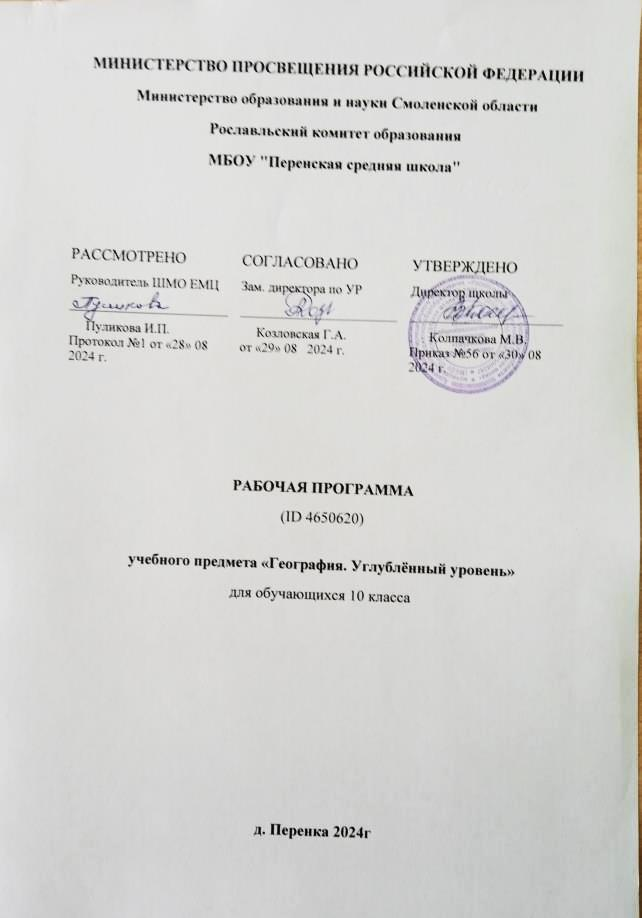 МИНИСТЕРСТВО ПРОСВЕЩЕНИЯ РОССИЙСКОЙ ФЕДЕРАЦИИ
Министерство образования и науки Смоленской области
Рославльский комитет образования
МБОУ "Перенская средняя школа"
РАССМОТРЕНО
Руководитель ШМО ЕМЦ
Пуликова
Пуликова И.П.
Протокол №1 от «28» 08
2024 г.
СОГЛАСОВАНО
Зам. директора по УР
Козловская Г.А.
от «29» 08 2024 г.
УТВЕРЖДЕНО
Директор школы
Колпачкова М.В.
Приказ №56 от «30» 08
2024 г.
РАБОЧАЯ ПРОГРАММА
(ID 4650620)
учебного предмета «География. Углублённый уровень»
для обучающихся 10 класса
д. Перенка 2024г